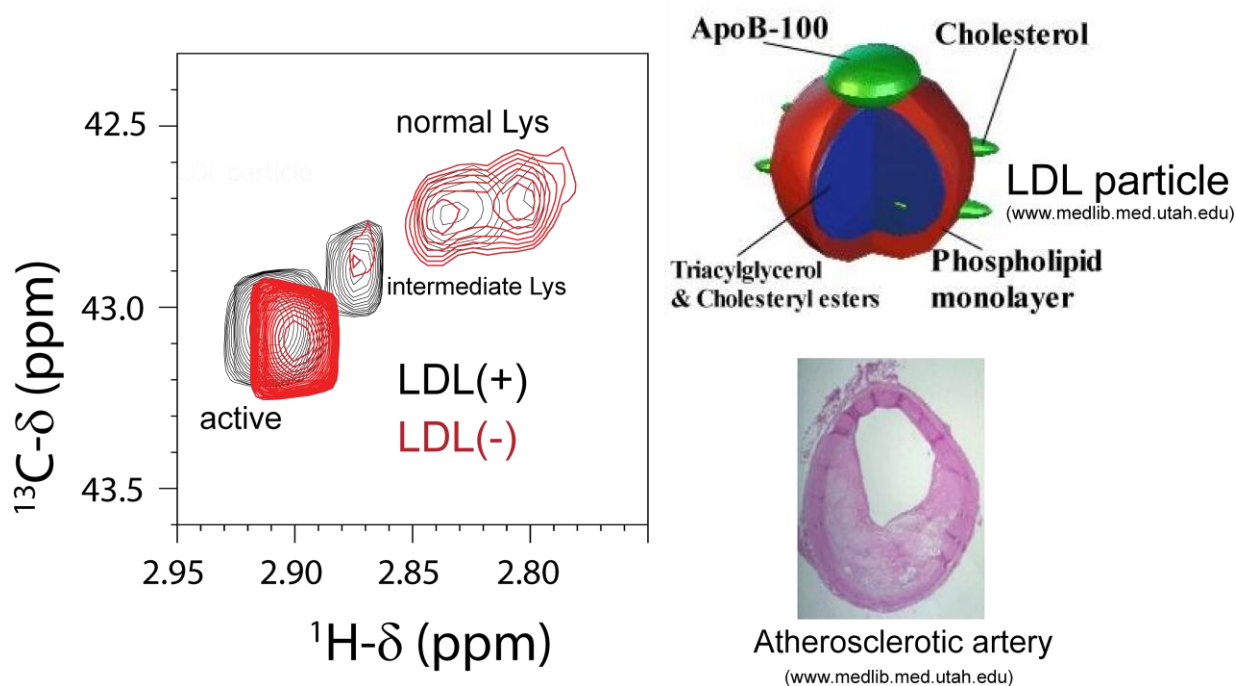 42.5
43.0
43.5
¹³C-δ (ppm)
2.95
2.90
2.85
2.80
¹H-δ (ppm)
normal Lys
LDL particle
intermediate Lys
active
LDL(+)
LDL(-)
ApoB-100
Cholesterol
LDL particle
(www.medlib.med.utah.edu)
Triacylglycerol
& Cholesteryl esters
Phospholipid
monolayer
Atherosclerotic artery
(www.medlib.med.utah.edu)